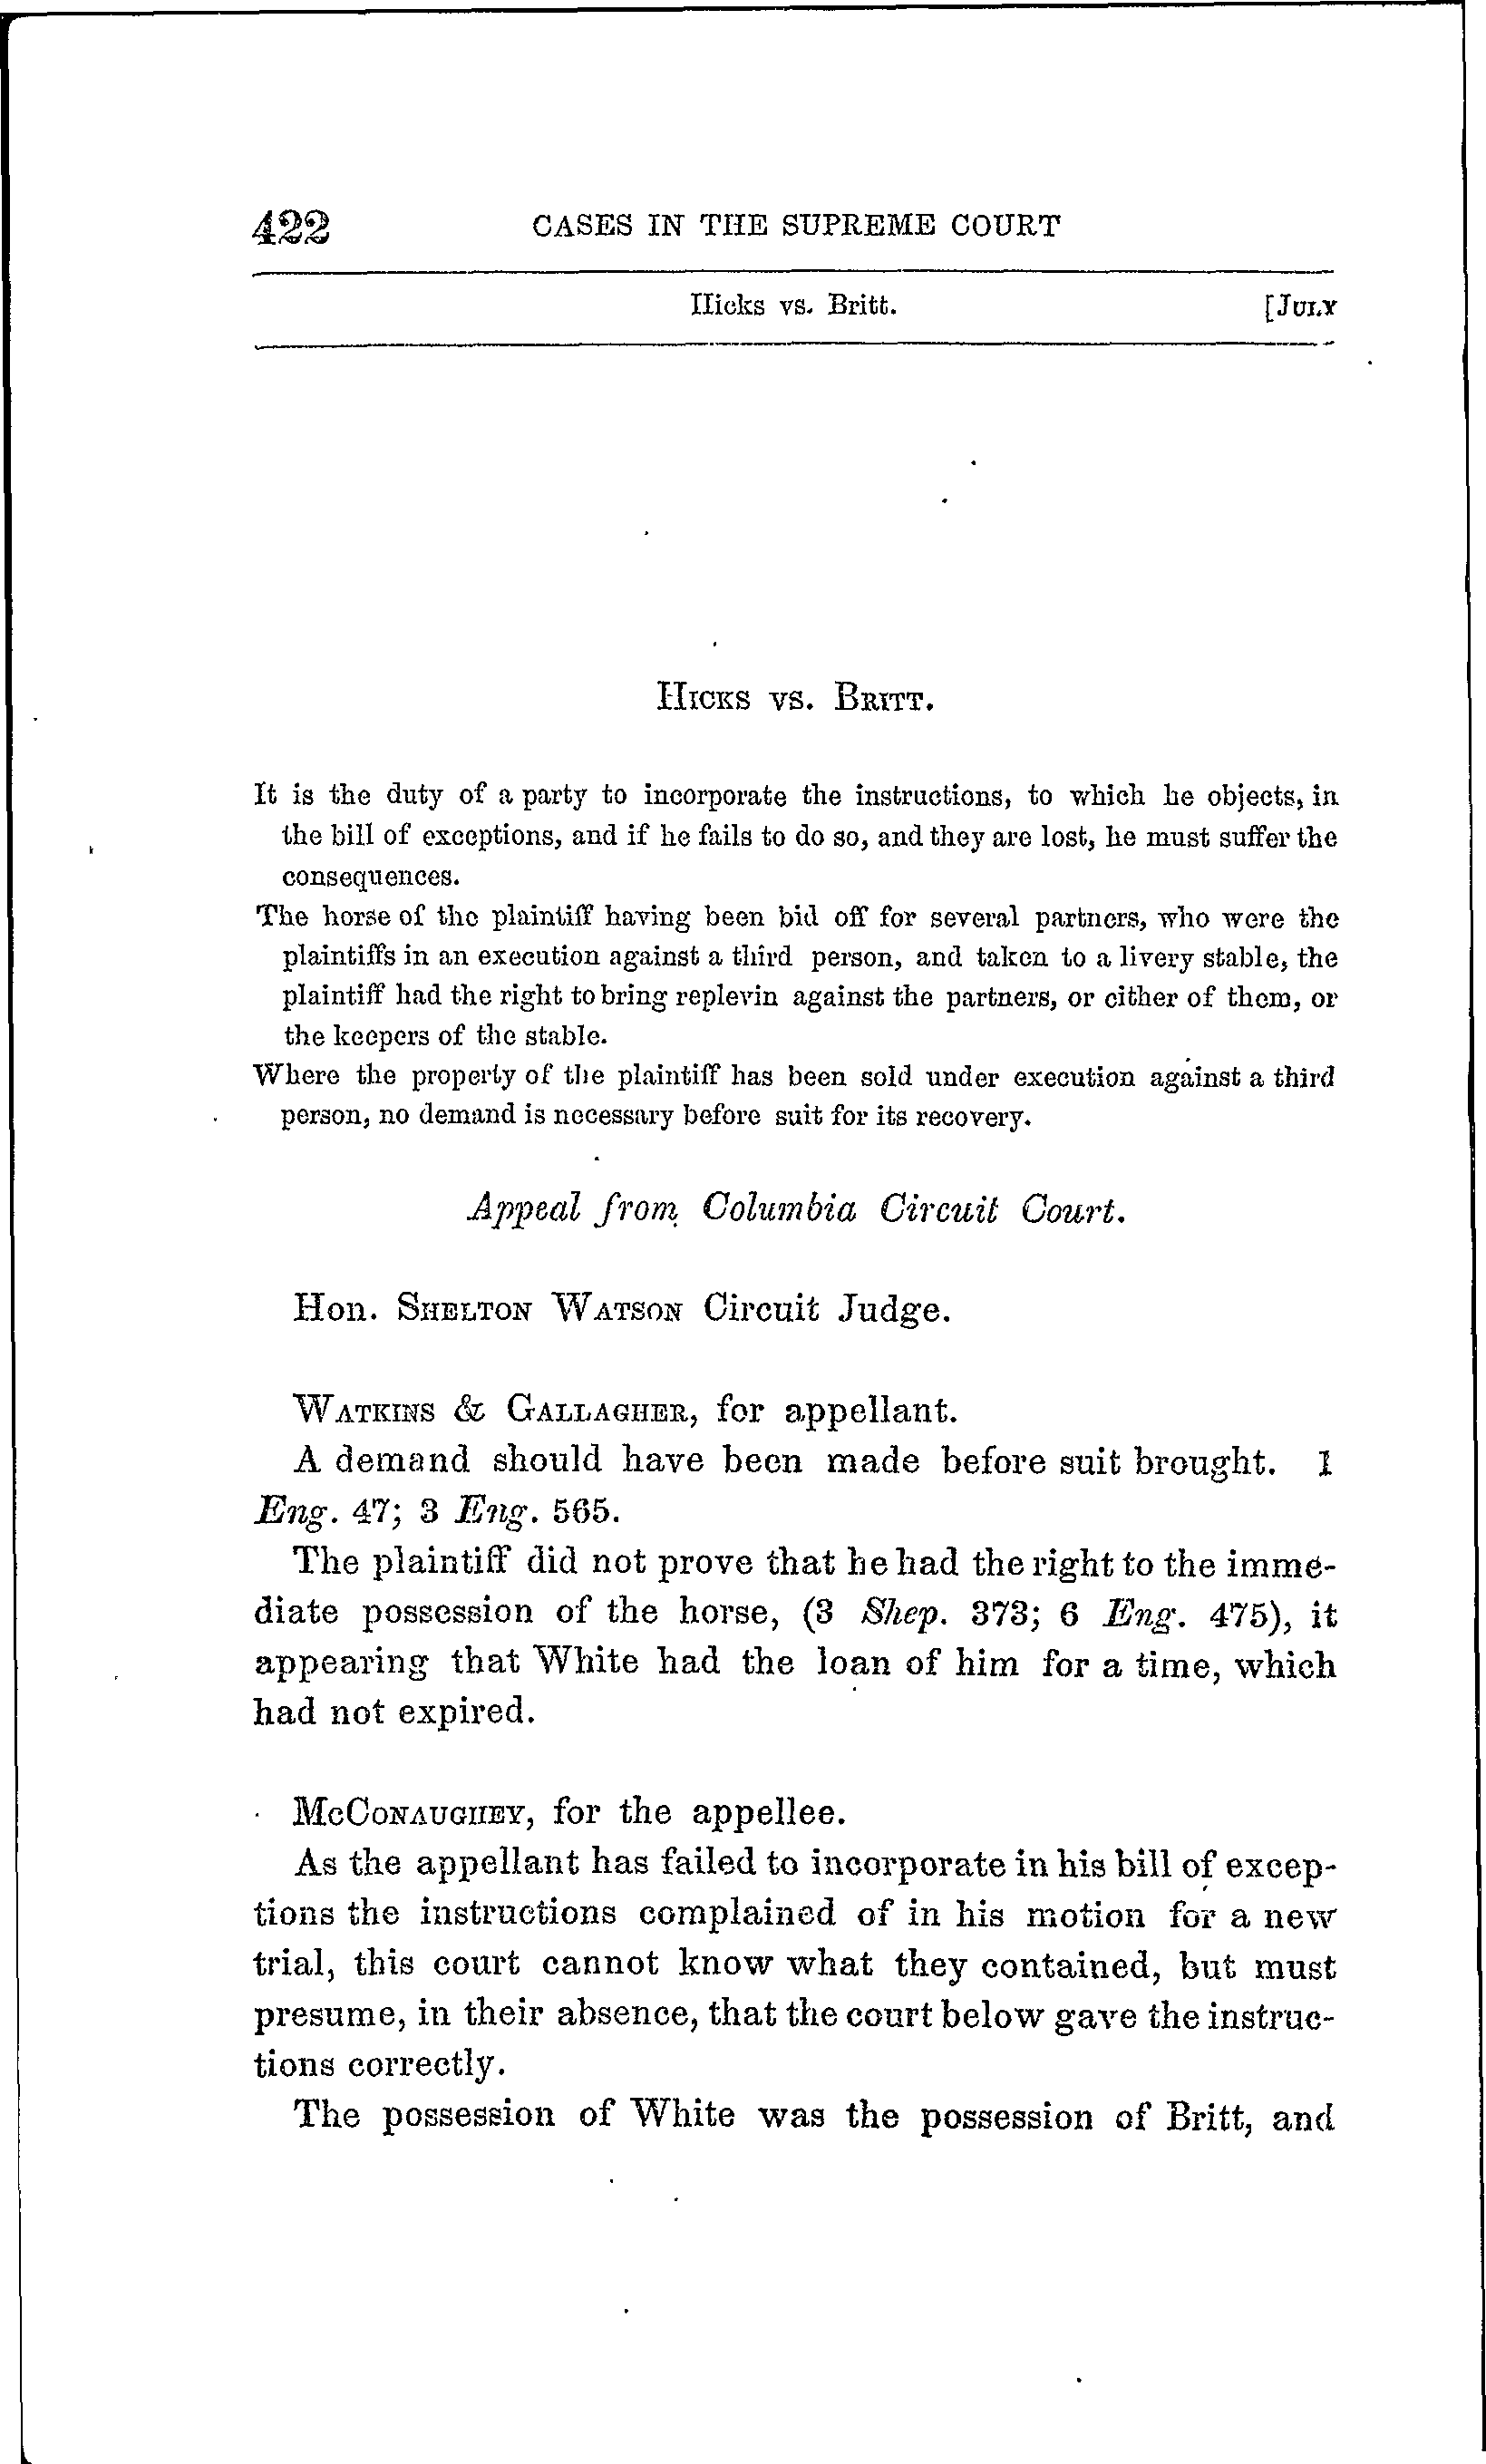 422 CASES IN THE SUPREME COURT
Hicks vs. Britt. [JULY
HICKS VS. BRITT.
It is the duty of a party to incorporate the instructions, to which he objects, in
the bill of exceptions, and if he fails to do so, and they are lost, he must suffer the
consequences.
The horse of the plaintiff having been bid off for several partners, who were the
plaintiffs in an execution against a third person, and taken to a livery stable, the
plaintiff had the right to bring replevin against the partners, or either of them, or
the keepers of the stable.
Where the property of the plaintiff has been sold under execution against a third
person, no demand is necessary before suit for its recovery.
Appeal from Columbia Circuit Court.
Hon. SHELTON WATSON Circuit Judge.
WATKINS & GALLAGHER, for appellant.
A demand should have been made before suit brought. 1
Eng. 47; 3 Eng. 565.
The plaintiff did not prove that he had the right to the imme-
diate possession of the horse, (3 Shep. 373; 6 Eng. 475), it
appearing that White had the loan of him for a time, which
had not expired.
McCONAUGHEY, for the appellee.
As the appellant has failed to incorporate in his bill of excep-
tions the instructions complained of in his motion for a new
trial, this court cannot know what they contained, but must
presume, in their absence, that the court below gave the instruc-
tions correctly.
The possession of White was the possession of Britt, and